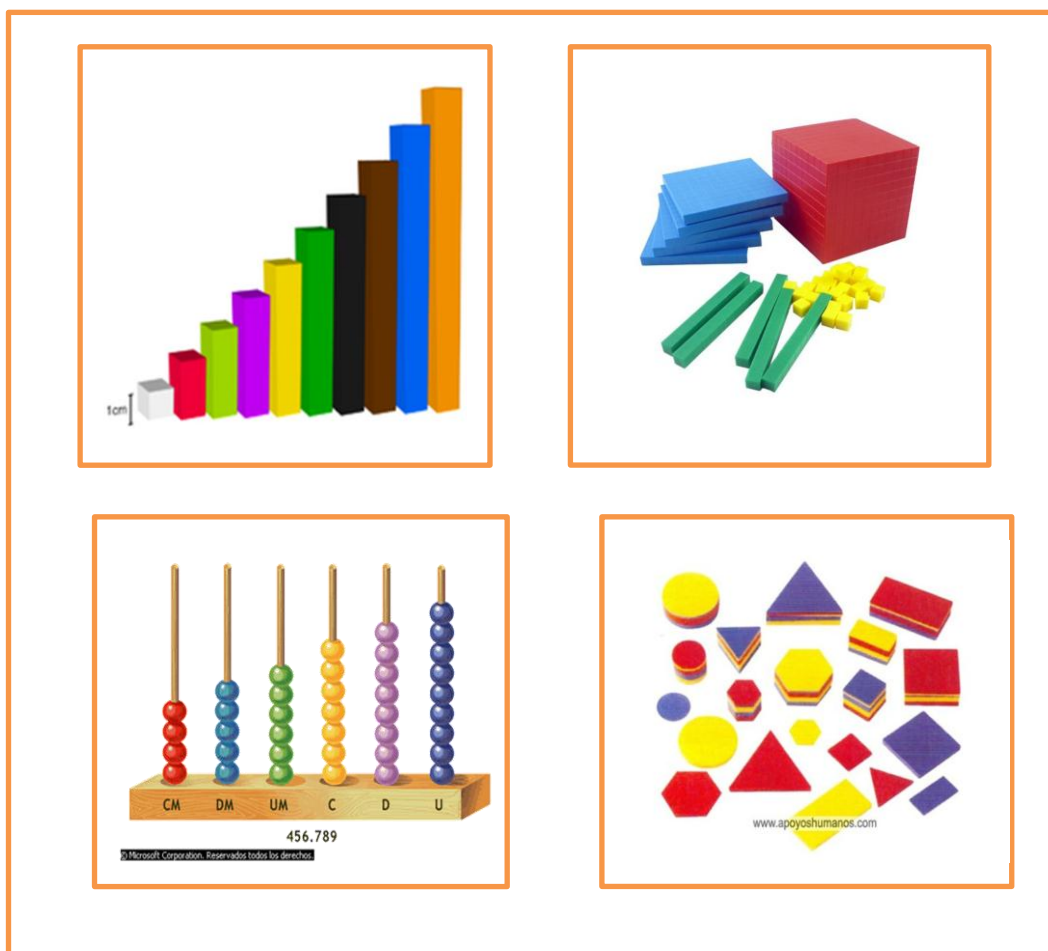 1cm
CM DM UM C D U
456.789
© Microsoft Corporation. Reservados todos los derechos.
www.apoyoshumanos.com